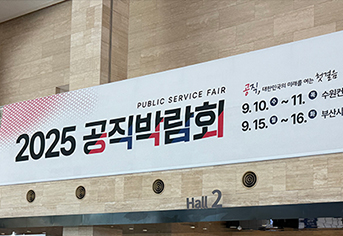 PUBLIC SERVICE FAIR
2025 공직박람회
공직, 대한민국의 미래를 여는 첫걸음
9.10. ~ 11. 수원컨
9.15. ~ 16. 부산시
Hall 2